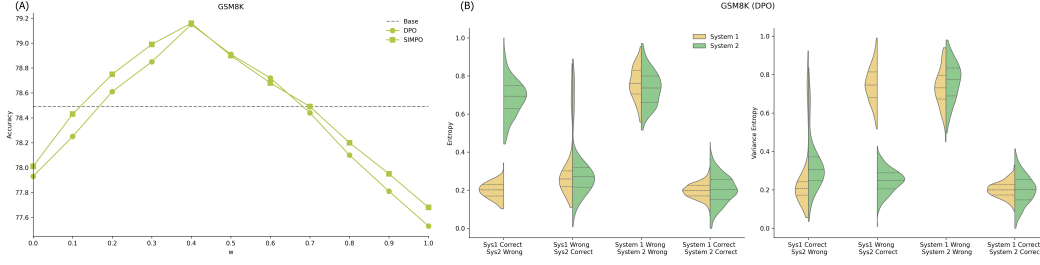 (A)
GSM8K
79.2
79.0
78.8
78.6
78.4
78.2
78.0
77.8
77.6
Accuracy
0.0 0.1 0.2 0.3 0.4 0.5 0.6 0.7 0.8 0.9 1.0
w
Base
DPO
SIMPO
(B)
GSM8K (DPO)
System 1
System 2
1.0
0.8
0.6
0.4
0.2
0.0
Entropy
Sys1 Correct Sys1 Wrong System 1 Wrong System 1 Correct
Sys2 Wrong Sys2 Correct System 2 Wrong System 2 Correct
1.0
0.8
0.6
0.4
0.2
0.0
Variance Entropy
Sys1 Correct Sys1 Wrong System 1 Wrong System 1 Correct
Sys2 Wrong Sys2 Correct System 2 Wrong System 2 Correct